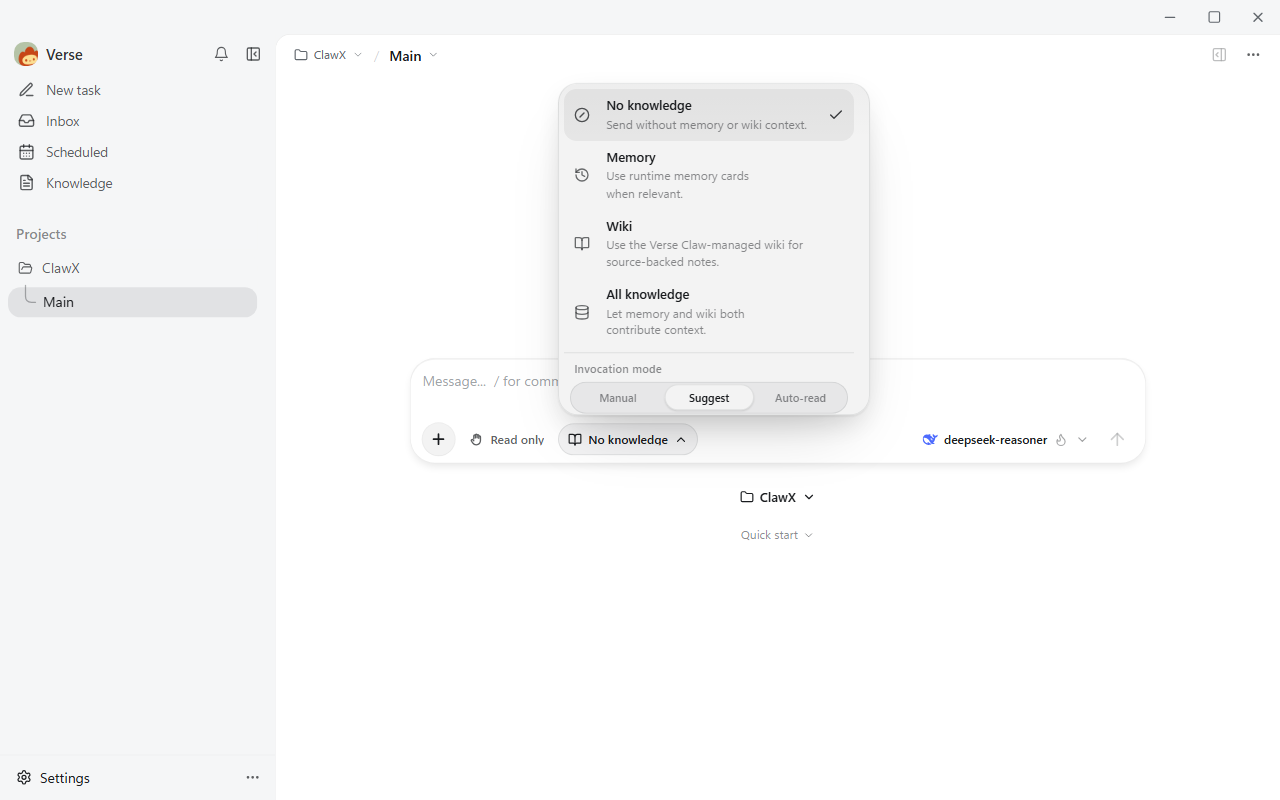 Verse
New task
Inbox
Scheduled
Knowledge
Projects
ClawX
Main
Settings
ClawX / Main
No knowledge
Send without memory or wiki context.
Memory
Use runtime memory cards
when relevant.
Wiki
Use the Verse Claw-managed wiki for
source-backed notes.
All knowledge
Let memory and wiki both
contribute context.
Invocation mode
Manual Suggest Auto-read
Message... / for comm
Read only No knowledge deepseek-reasoner
ClawX
Quick start